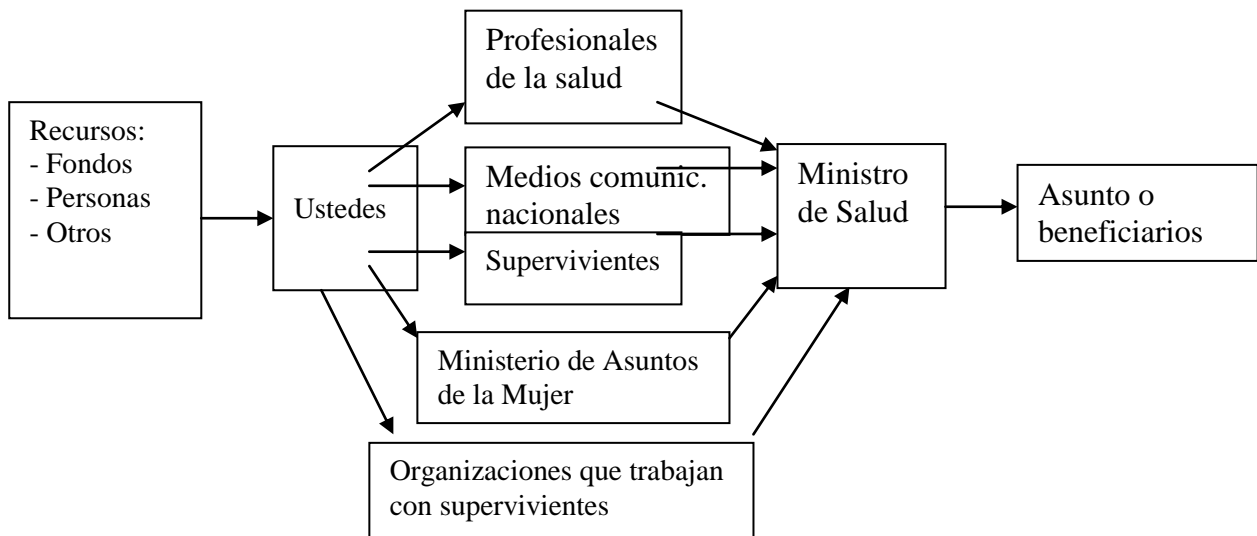 Recursos:
- Fondos
- Personas
- Otros
Ustedes
Profesionales
de la salud
Medios comunic.
nacionales
Supervivientes
Ministerio de Asuntos
de la Mujer
Organizaciones que trabajan
con supervivientes
Ministro
de Salud
Asunto o
beneficiarios